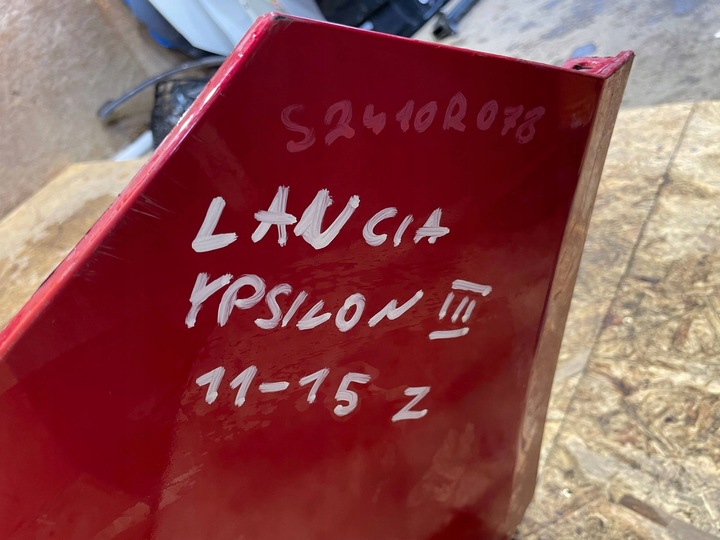 S2410R078
LANCIA
YPSILON III
11-15 Z